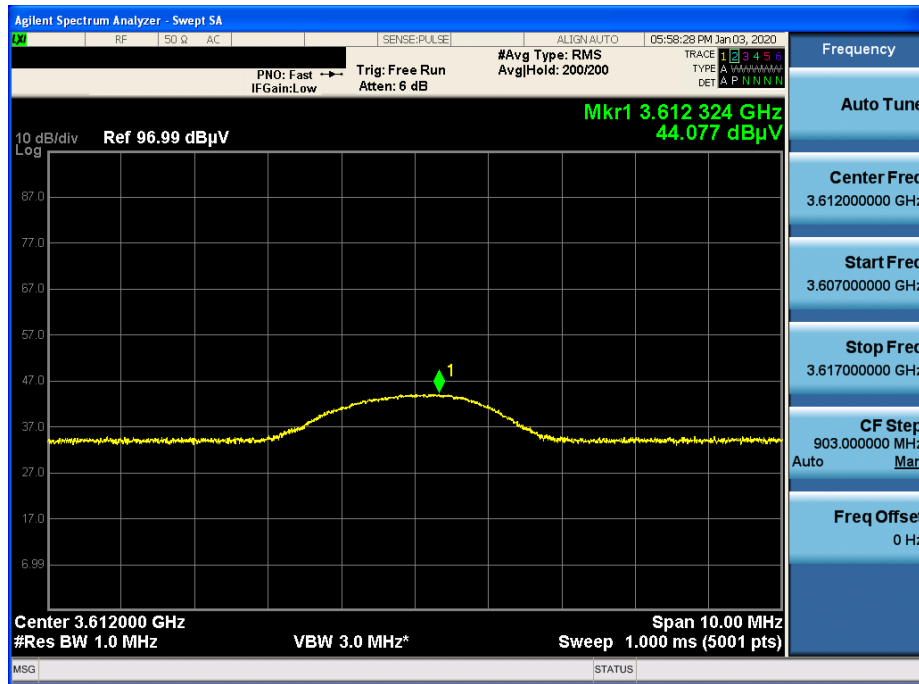 Agilent Spectrum Analyzer - Swept SA
LXI RF 50 Ω AC SENSE:PULSE ALIGN AUTO 05:58:28 PM Jan 03, 2020
Frequency
PNO: Fast
IFGain:Low
Trig: Free Run
Atten: 6 dB
#Avg Type: RMS
Avg|Hold: 200/200
TRACE 1 2 3 4 5 6
TYPE A WWWWW
DET A P N N N N
Auto Tune
Mkr1 3.612 324 GHz
44.077 dBµV
10 dB/div Ref 96.99 dBµV
Log
87.0
77.0
67.0
57.0
47.0
37.0
27.0
17.0
6.99
1
Center Freq
3.612000000 GHz
Start Freq
3.607000000 GHz
Stop Freq
3.617000000 GHz
CF Step
903.000000 MHz
Auto Man
Freq Offset
0 Hz
Center 3.612000 GHz Span 10.00 MHz
#Res BW 1.0 MHz VBW 3.0 MHz* Sweep 1.000 ms (5001 pts)
MSG STATUS